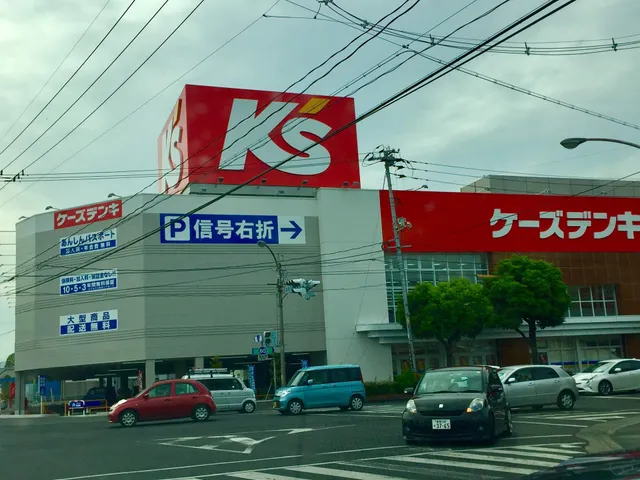 K's
K's
ケーズデンキ
ケーズデンキ
あんしんパスポート
P 信号右折→
10・5・3年間無料保証
大型商品
配送無料
37-65